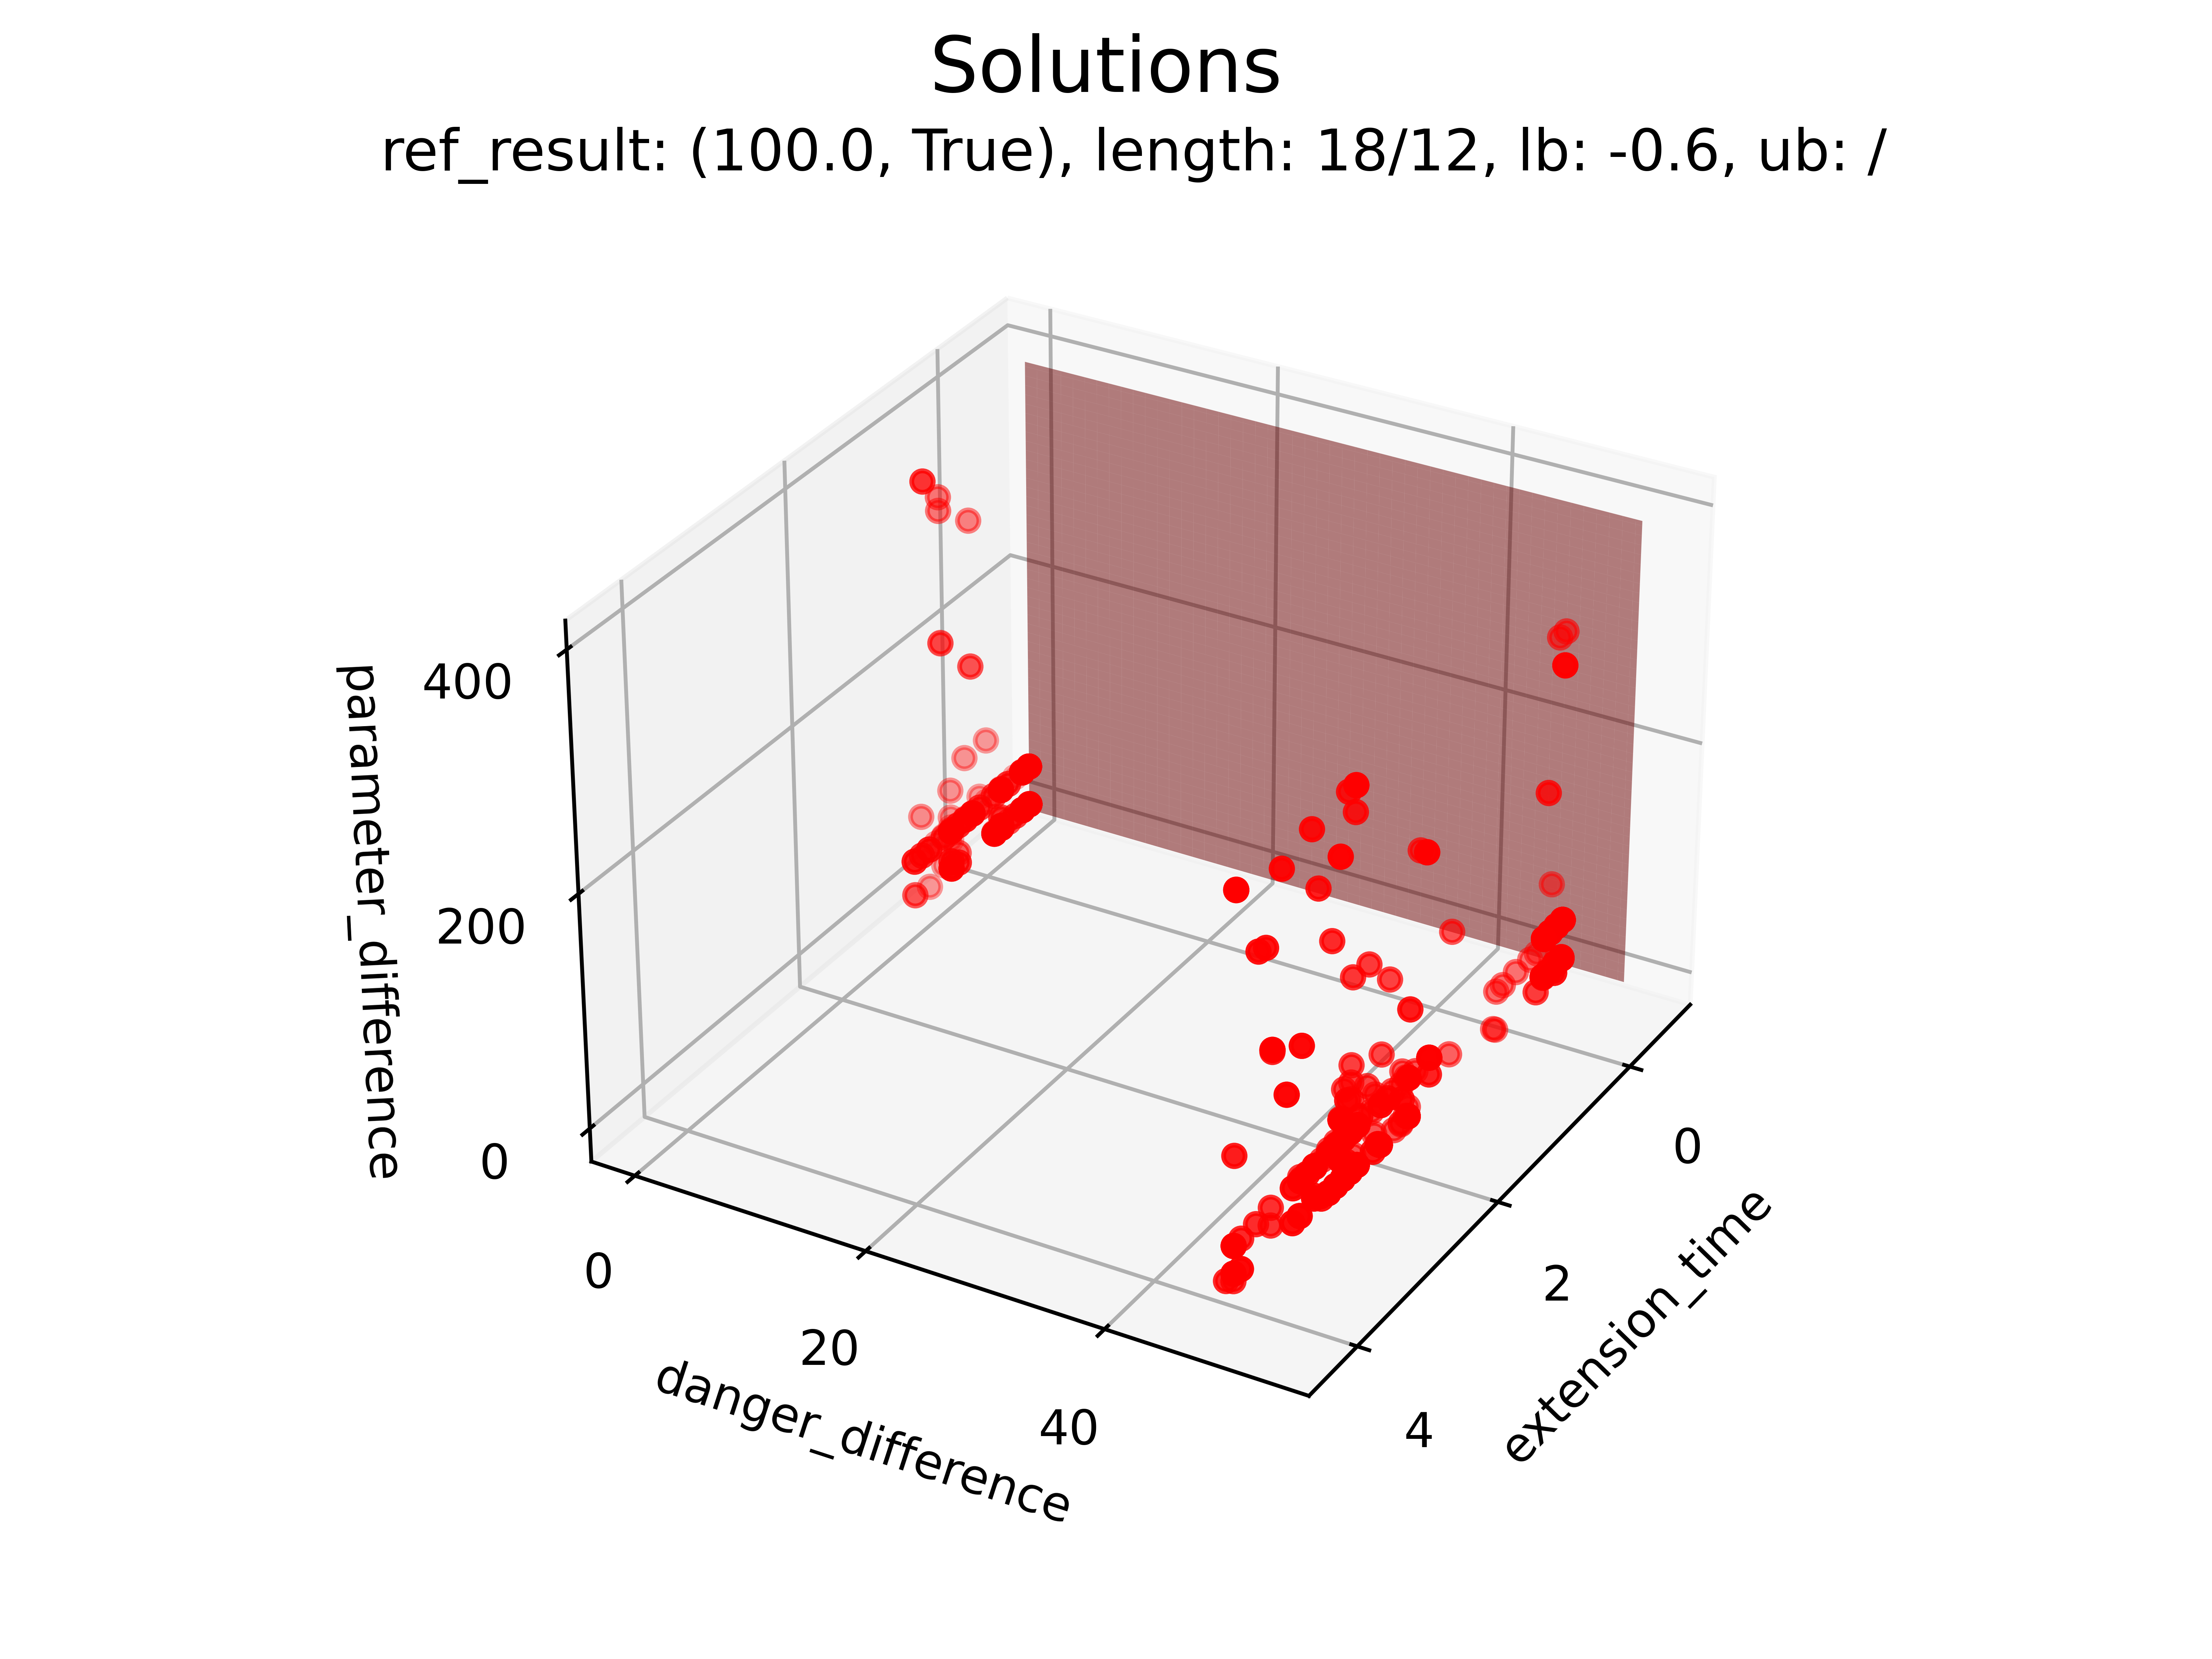 Solutions
ref_result: (100.0, True), length: 18/12, lb: -0.6, ub: /
parameter_difference
400
200
0
0
20
40
danger_difference
0
2
4
extension_time